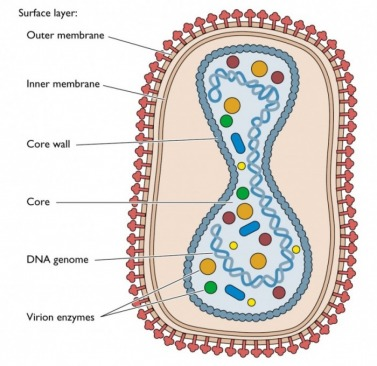 Surface layer:
Outer membrane
Inner membrane
Core wall
Core
DNA genome
Virion enzymes